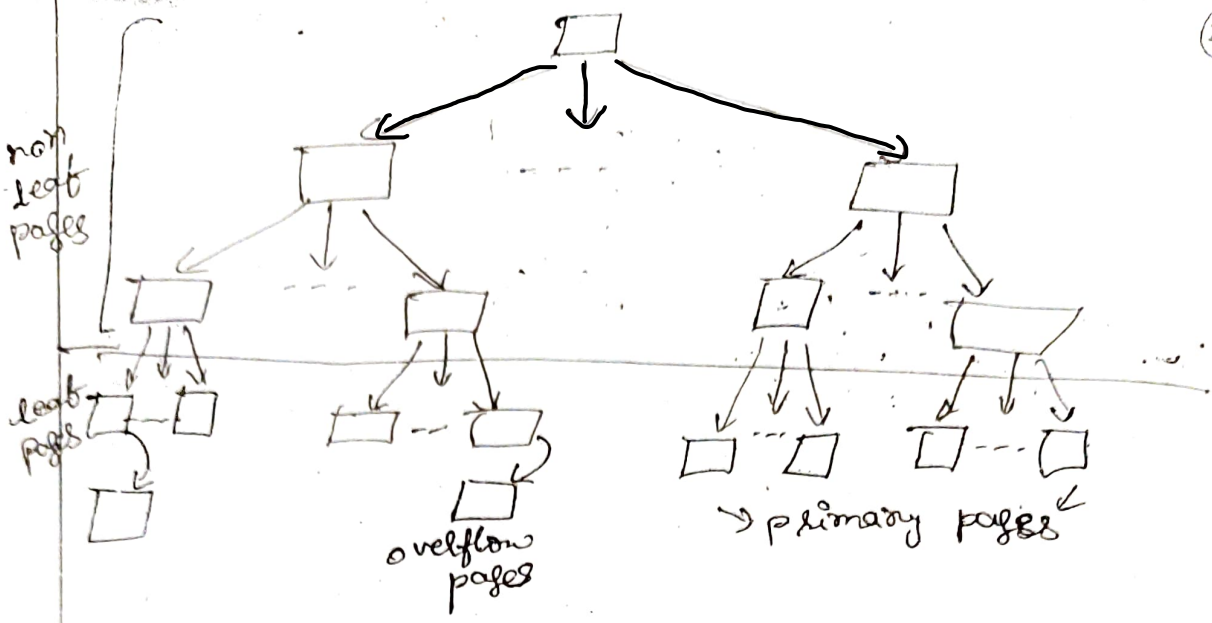 non
leaf
pages
leaf
pages
overflow
pages
primary pages